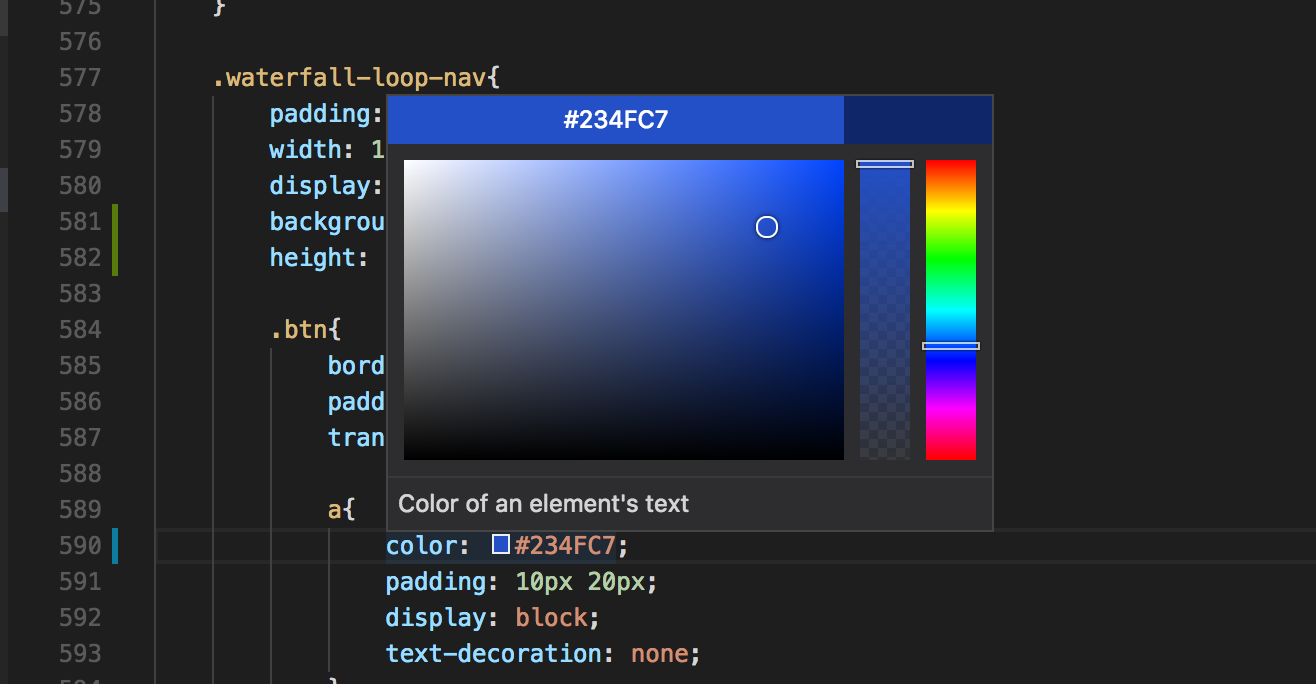 575 }
576
577 .waterfall-loop-nav{
578 padding:
579 width: 1
580 display:
581 backgrou
582 height:
583
584 .btn{
585 bord
586 padd
587 tran
588
589 a{
#234FC7
Color of an element's text
590 color: #234FC7;
591 padding: 10px 20px;
592 display: block;
593 text-decoration: none;
594 }